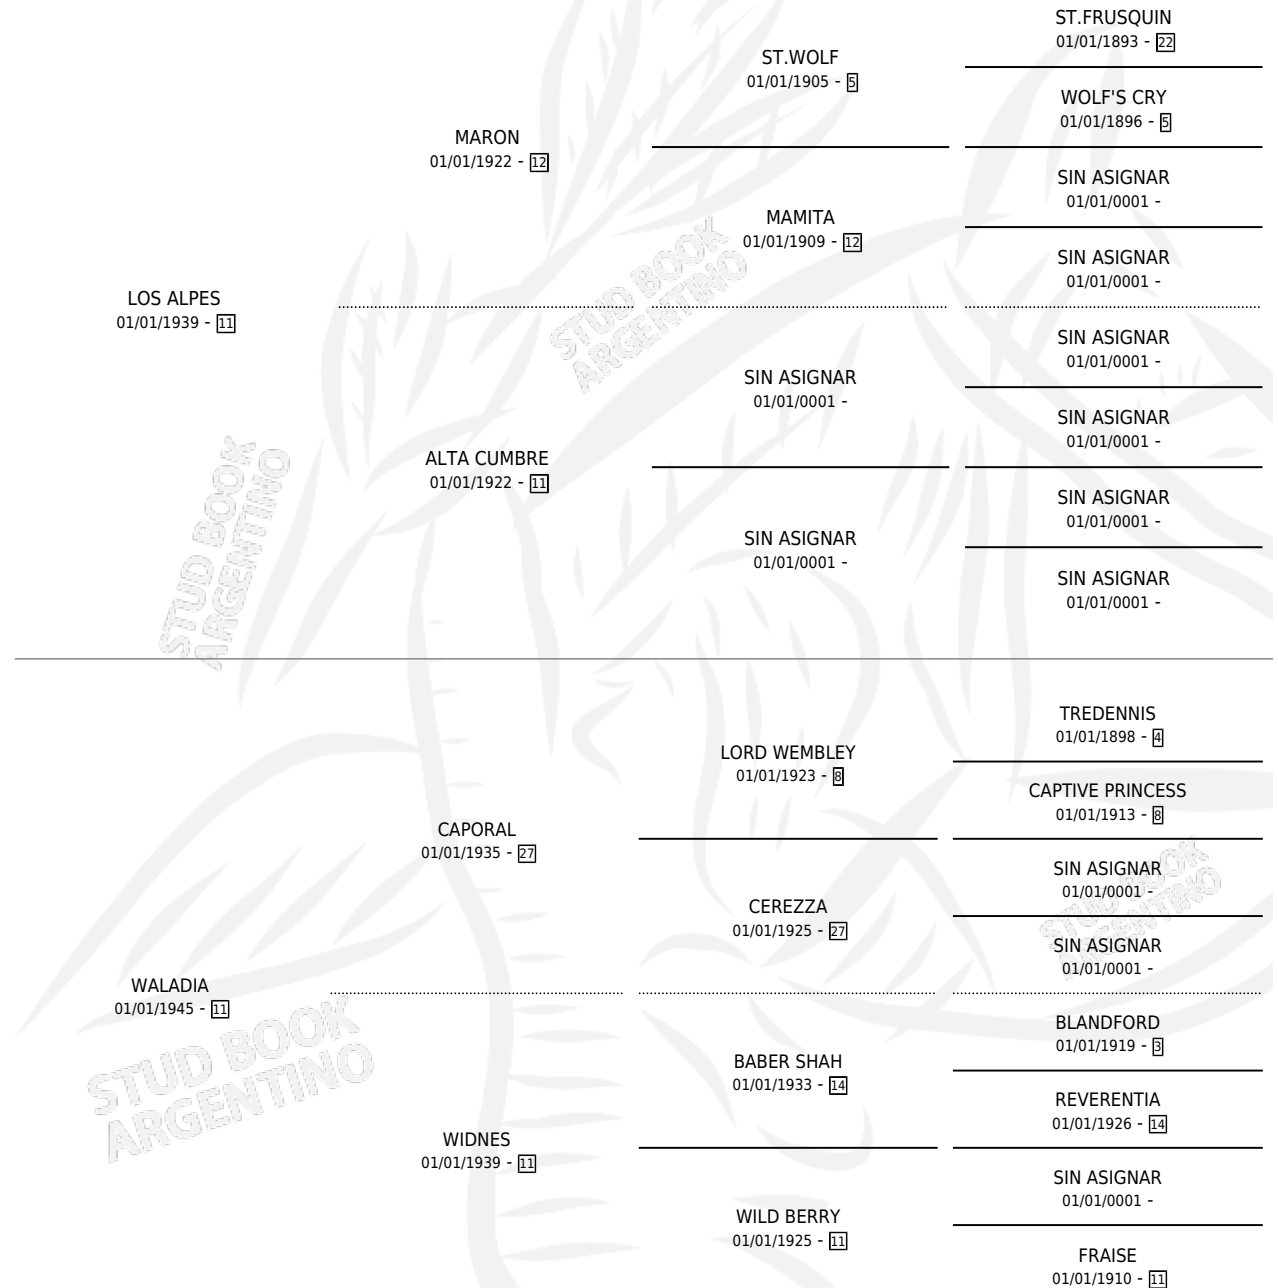 ST.FRUSQUIN
01/01/1893 - 22
ST.WOLF
01/01/1905 - 5
WOLF'S CRY
01/01/1896 - 5
MARON
01/01/1922 - 12
SIN ASIGNAR
01/01/0001 -
MAMITA
01/01/1909 - 12
SIN ASIGNAR
01/01/0001 -
LOS ALPES
01/01/1939 - 11
SIN ASIGNAR
01/01/0001 -
SIN ASIGNAR
01/01/0001 -
SIN ASIGNAR
01/01/0001 -
ALTA CUMBRE
01/01/1922 - 11
SIN ASIGNAR
01/01/0001 -
SIN ASIGNAR
01/01/0001 -
SIN ASIGNAR
01/01/0001 -
TREDENNIS
01/01/1898 - 4
LORD WEMBLEY
01/01/1923 - 8
CAPTIVE PRINCESS
01/01/1913 - 8
CAPORAL
01/01/1935 - 27
SIN ASIGNAR
01/01/0001 -
CEREZZA
01/01/1925 - 27
SIN ASIGNAR
01/01/0001 -
WALADIA
01/01/1945 - 11
BLANDFORD
01/01/1919 - 3
BABER SHAH
01/01/1933 - 14
REVERENTIA
01/01/1926 - 14
WIDNES
01/01/1939 - 11
SIN ASIGNAR
01/01/0001 -
WILD BERRY
01/01/1925 - 11
FRAISE
01/01/1910 - 11
STUD BOOK
ARGENTINO
STUD BOOK
ARGENTINO
STUD BOOK
ARGENTINO
STUD BOOK
ARGENTINO